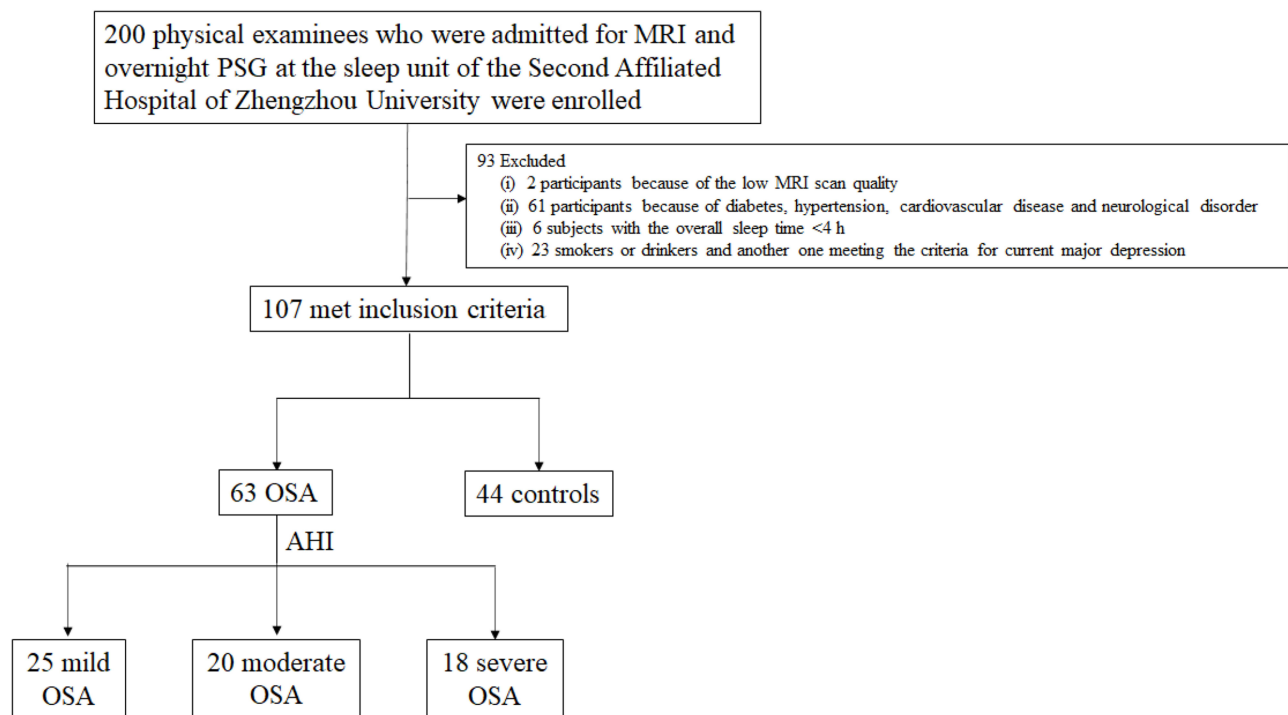 200 physical examinees who were admitted for MRI and
overnight PSG at the sleep unit of the Second Affiliated
Hospital of Zhengzhou University were enrolled
93 Excluded
(i) 2 participants because of the low MRI scan quality
(ii) 61 participants because of diabetes, hypertension, cardiovascular disease and neurological disorder
(iii) 6 subjects with the overall sleep time <4 h
(iv) 23 smokers or drinkers and another one meeting the criteria for current major depression
107 met inclusion criteria
63 OSA
44 controls
AHI
25 mild
OSA
20 moderate
OSA
18 severe
OSA